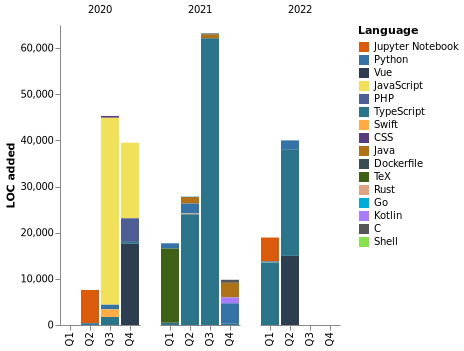 2020 2021 2022
LOC added
60,000
50,000
40,000
30,000
20,000
10,000
0
Q1 Q2 Q3 Q4 Q1 Q2 Q3 Q4 Q1 Q2 Q3 Q4
Language
Jupyter Notebook
Python
Vue
JavaScript
PHP
TypeScript
Swift
CSS
Java
Dockerfile
TeX
Rust
Go
Kotlin
C
Shell